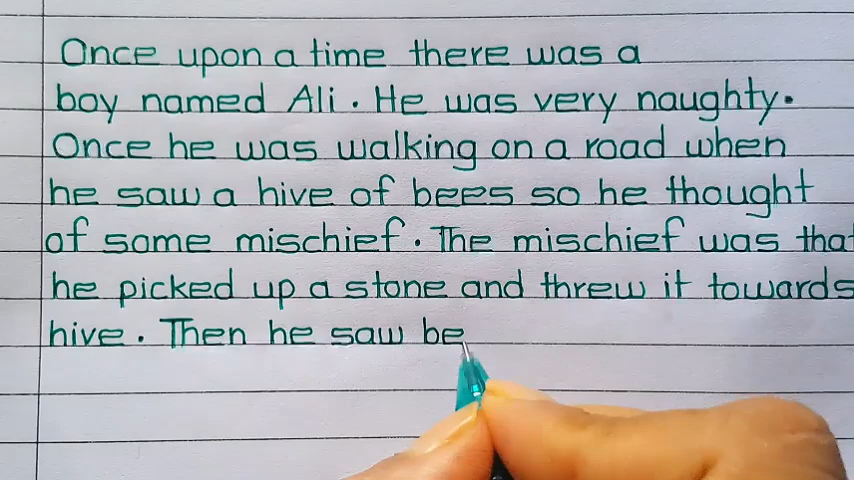 Once upon a time there was a
boy named Ali. He was very naughty.
Once he was walking on a road when
he saw a hive of bees so he thought
of some mischief. The mischief was that
he picked up a stone and threw it towards
hive. Then he saw be